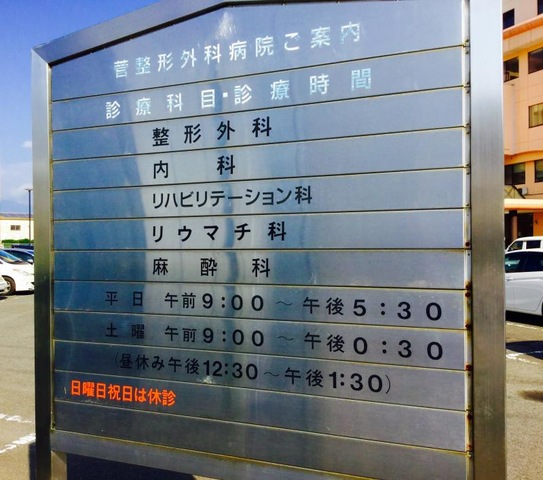 菅整形外科病院ご案内
診療科目・診療時間
整形外科
内科
リハビリテーション科
リウマチ科
麻酔科
平日 午前9:00～午後5:30
土曜 午前9:00～午後0:30
(昼休み午後12:30～午後1:30)
日曜日祝日は休診